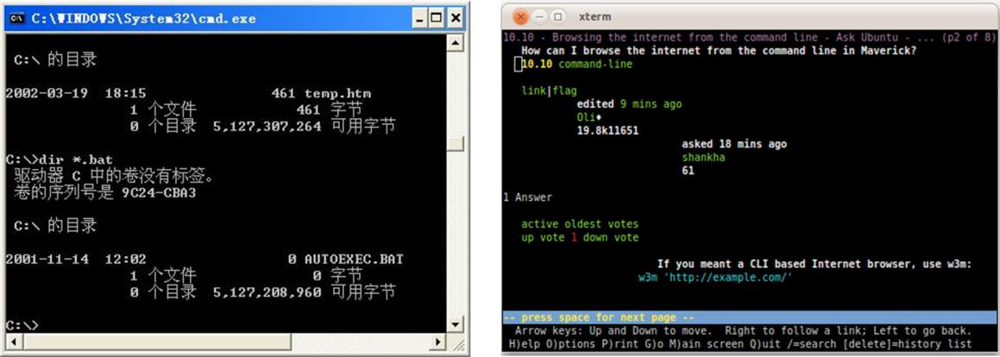 C:\WINDOWS\System32\cmd.exe
C:\ 的目录
2002-03-19 18:15 461 temp.htm
1 个文件 461 字节
0 个目录 5,127,307,264 可用字节
C:\>dir *.bat
驱动器 C 中的卷没有标签。
卷的序列号是 9C24-CBA3
C:\ 的目录
2001-11-14 12:02 0 AUTOEXEC.BAT
1 个文件 0 字节
0 个目录 5,127,208,960 可用字节
C:\>
xterm
10.10 - Browsing the internet from the command line - Ask Ubuntu - ... (p2 of 8)
How can I browse the internet from the command line in Maverick?
10.10 command-line
link|flag
edited 9 mins ago
Oli♦
19.8k11651
asked 18 mins ago
shankha
61
1 Answer
active oldest votes
up vote 1 down vote
If you meant a CLI based Internet browser, use w3m:
w3m 'http://example.com/'
-- press space for next page --
Arrow keys: Up and Down to move. Right to follow a link; Left to go back.
H)elp O)ptions P)rint G)o M)ain screen Q)uit /=search [delete]=history list